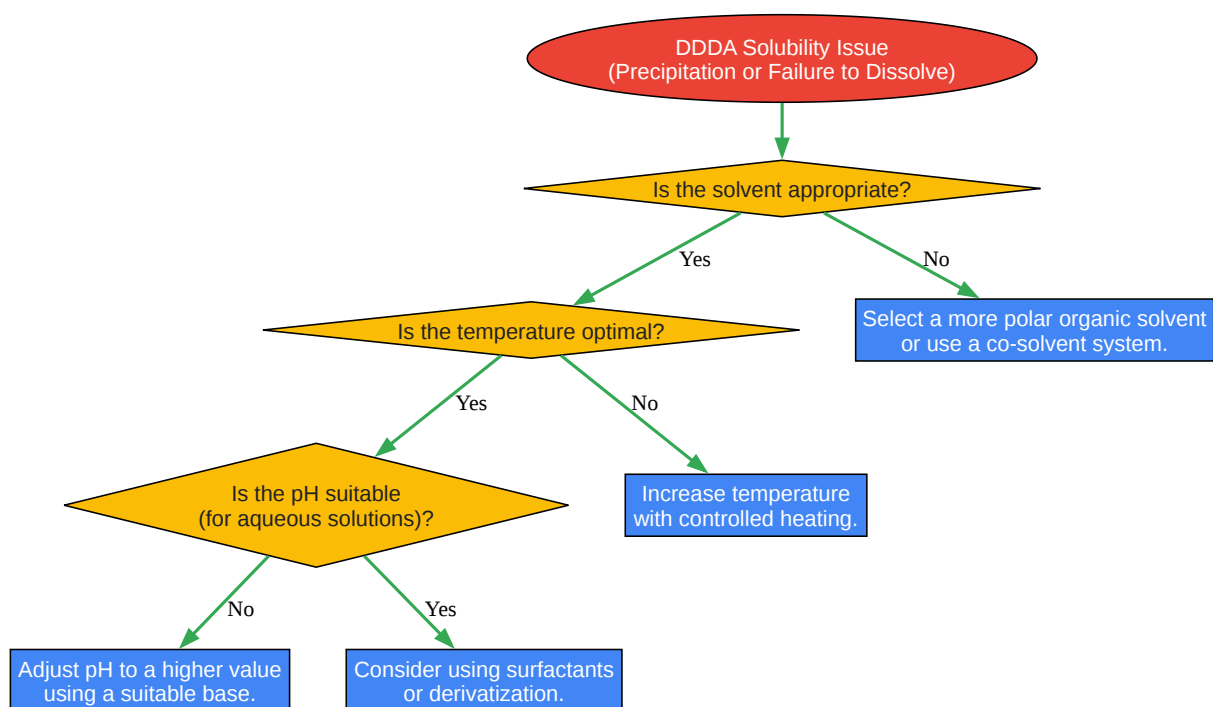 DDDA Solubility Issue
(Precipitation or Failure to Dissolve)
Is the solvent appropriate?
Yes
No
Is the temperature optimal?
Select a more polar organic solvent
or use a co-solvent system.
Yes
No
Is the pH suitable
(for aqueous solutions)?
Increase temperature
with controlled heating.
No
Yes
Adjust pH to a higher value
using a suitable base.
Consider using surfactants
or derivatization.